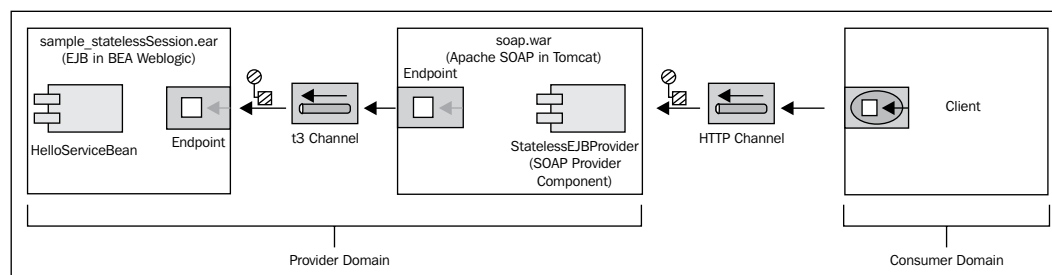 sample_statelessSession.ear
(EJB in BEA Weblogic)
HelloServiceBean
Endpoint
t3 Channel
soap.war
(Apache SOAP in Tomcat)
Endpoint
StatelessEJBProvider
(SOAP Provider
Component)
HTTP Channel
Client
Provider Domain
Consumer Domain